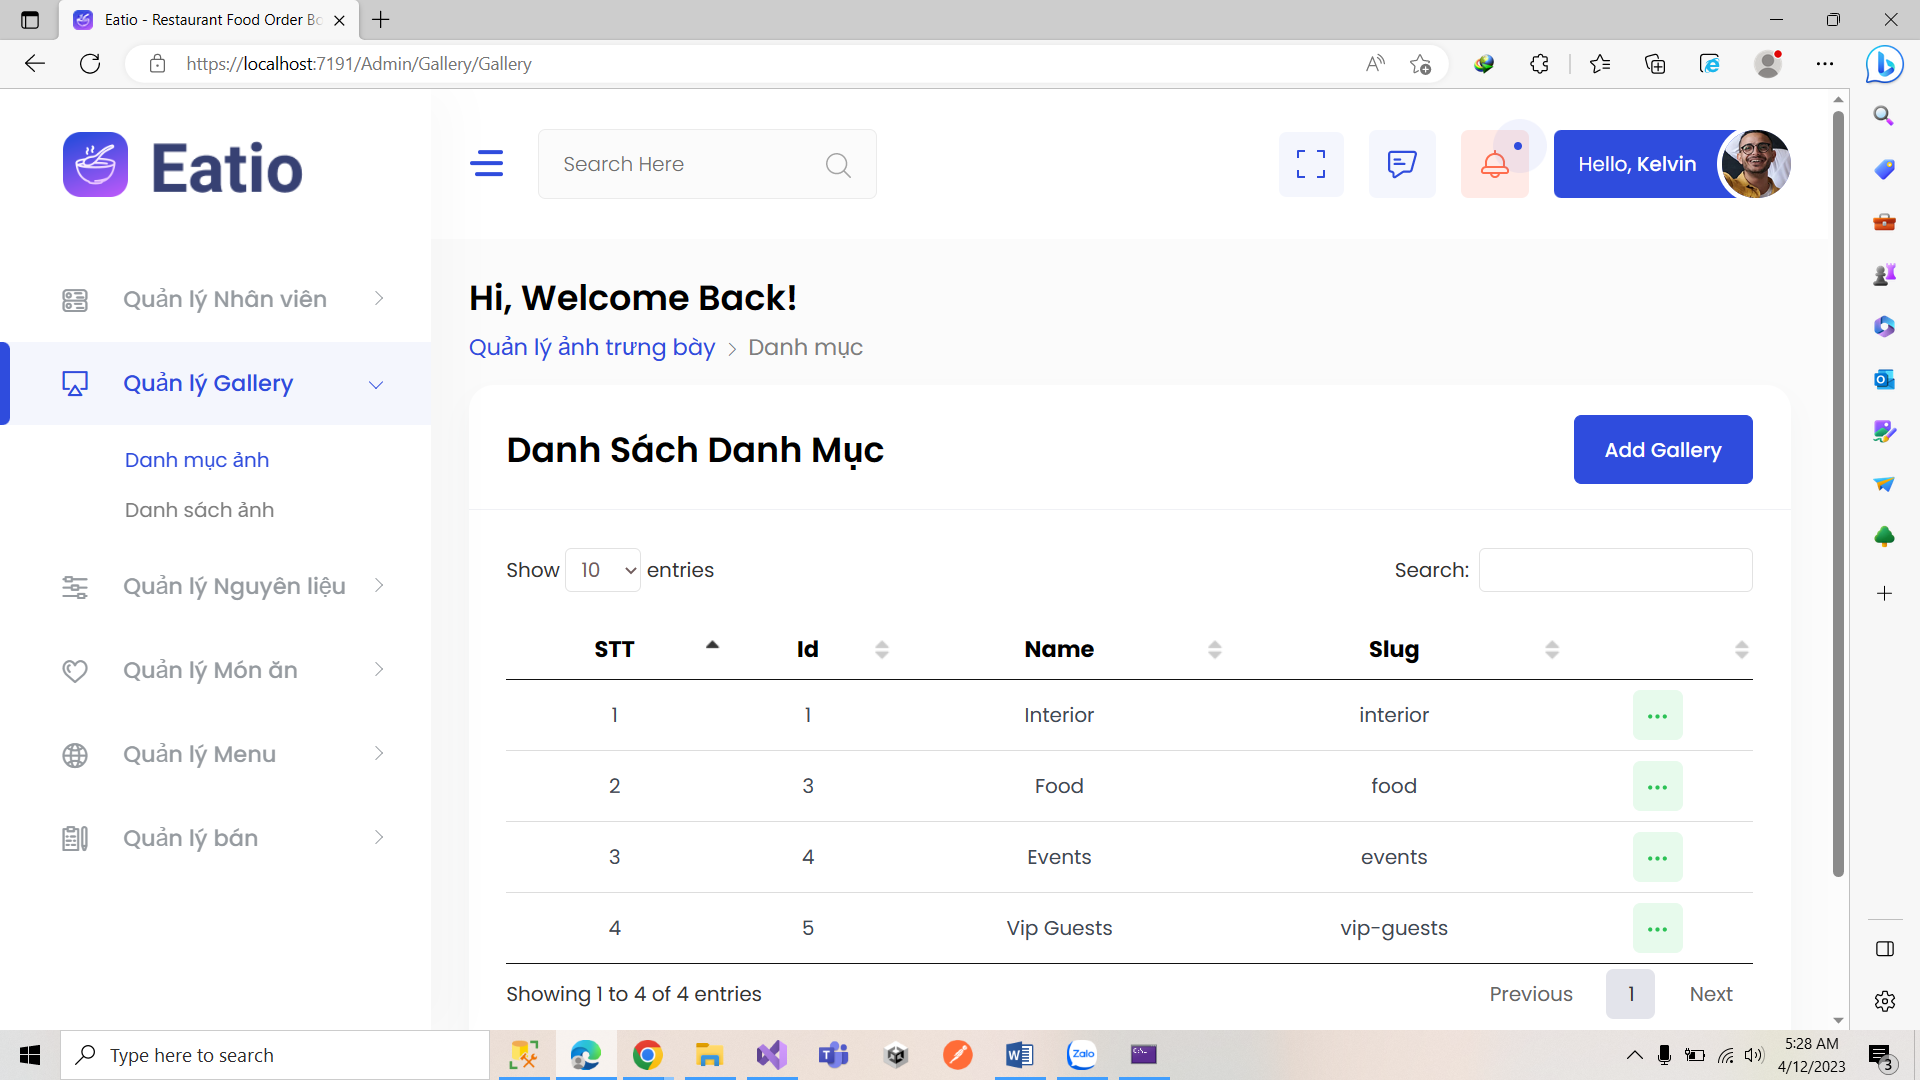 Eatio - Restaurant Food Order Bo
https://localhost:7191/Admin/Gallery/Gallery
Eatio
Search Here
Hello, Kelvin
Quản lý Nhân viên
Quản lý Gallery
Danh mục ảnh
Danh sách ảnh
Quản lý Nguyên liệu
Quản lý Món ăn
Quản lý Menu
Quản lý bán
Hi, Welcome Back!
Quản lý ảnh trưng bày > Danh mục
Danh Sách Danh Mục
Add Gallery
Show 10 entries
Search:
STT Id Name Slug
1 1 Interior interior
2 3 Food food
3 4 Events events
4 5 Vip Guests vip-guests
Showing 1 to 4 of 4 entries
Previous 1 Next
Type here to search
Zalo
5:28 AM
4/12/2023
3